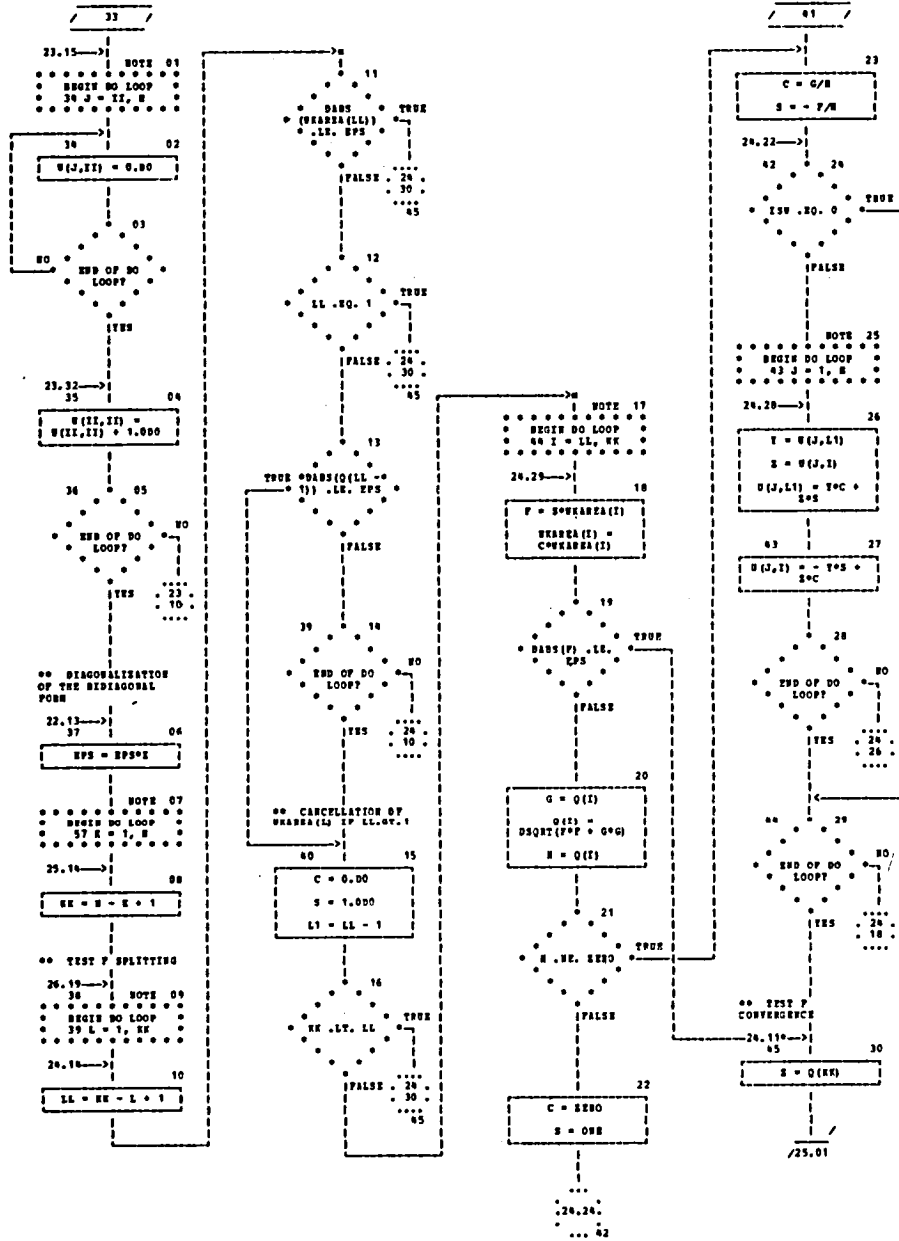 / 33 /
23.15-->
NOTE 01
BEGIN DO LOOP
34 J = II, N
34 02
U(J,II) = 0.D0
03
END OF DO
LOOP?
NO
YES
23.32-->
35 04
U(II,II) =
U(II,II) + 1.0D0
36 05
END OF DO
LOOP?
NO
23
10
YES
** DIAGONALIZATION
OF THE BIDIAGONAL
FORM
22.13-->
37 06
EPS = EPS*X
NOTE 07
BEGIN DO LOOP
57 K = 1, N
25.14-->
08
KK = N - K + 1
** TEST F SPLITTING
26.19-->
38 NOTE 09
BEGIN DO LOOP
39 L = 1, KK
24.14-->
10
LL = KK - L + 1
11
DABS
(WKAREA(LL))
.LE. EPS
TRUE
24
30
45
FALSE
12
LL .EQ. 1
TRUE
24
30
45
FALSE
13
DABS(Q(LL -
1)) .LE. EPS
TRUE
FALSE
39 14
END OF DO
LOOP?
NO
24
10
YES
** CANCELLATION OF
WKAREA(L) IF LL.GT.1
40 15
C = 0.D0
S = 1.0D0
L1 = LL - 1
16
KK .LT. LL
TRUE
24
30
45
FALSE
NOTE 17
BEGIN DO LOOP
44 I = LL, KK
24.29-->
18
F = S*WKAREA(I)
WKAREA(I) =
C*WKAREA(I)
19
DABS(F) .LE.
EPS
TRUE
FALSE
20
G = Q(I)
Q(I) =
DSQRT(F*F + G*G)
H = Q(I)
21
H .NE. ZERO
TRUE
FALSE
22
C = ZERO
S = ONE
24.24
42
/ 41 /
23
C = G/H
S = - F/H
24.22-->
42 24
ISW .EQ. 0
TRUE
FALSE
NOTE 25
BEGIN DO LOOP
43 J = 1, N
24.28-->
26
Y = U(J,L1)
Z = U(J,I)
U(J,L1) = Y*C +
Z*S
43 27
U(J,I) = - Y*S +
Z*C
28
END OF DO
LOOP?
NO
24
26
YES
44 29
END OF DO
LOOP?
NO
24
18
YES
** TEST F
CONVERGENCE
24.11*-->
45 30
Z = Q(KK)
/25.01